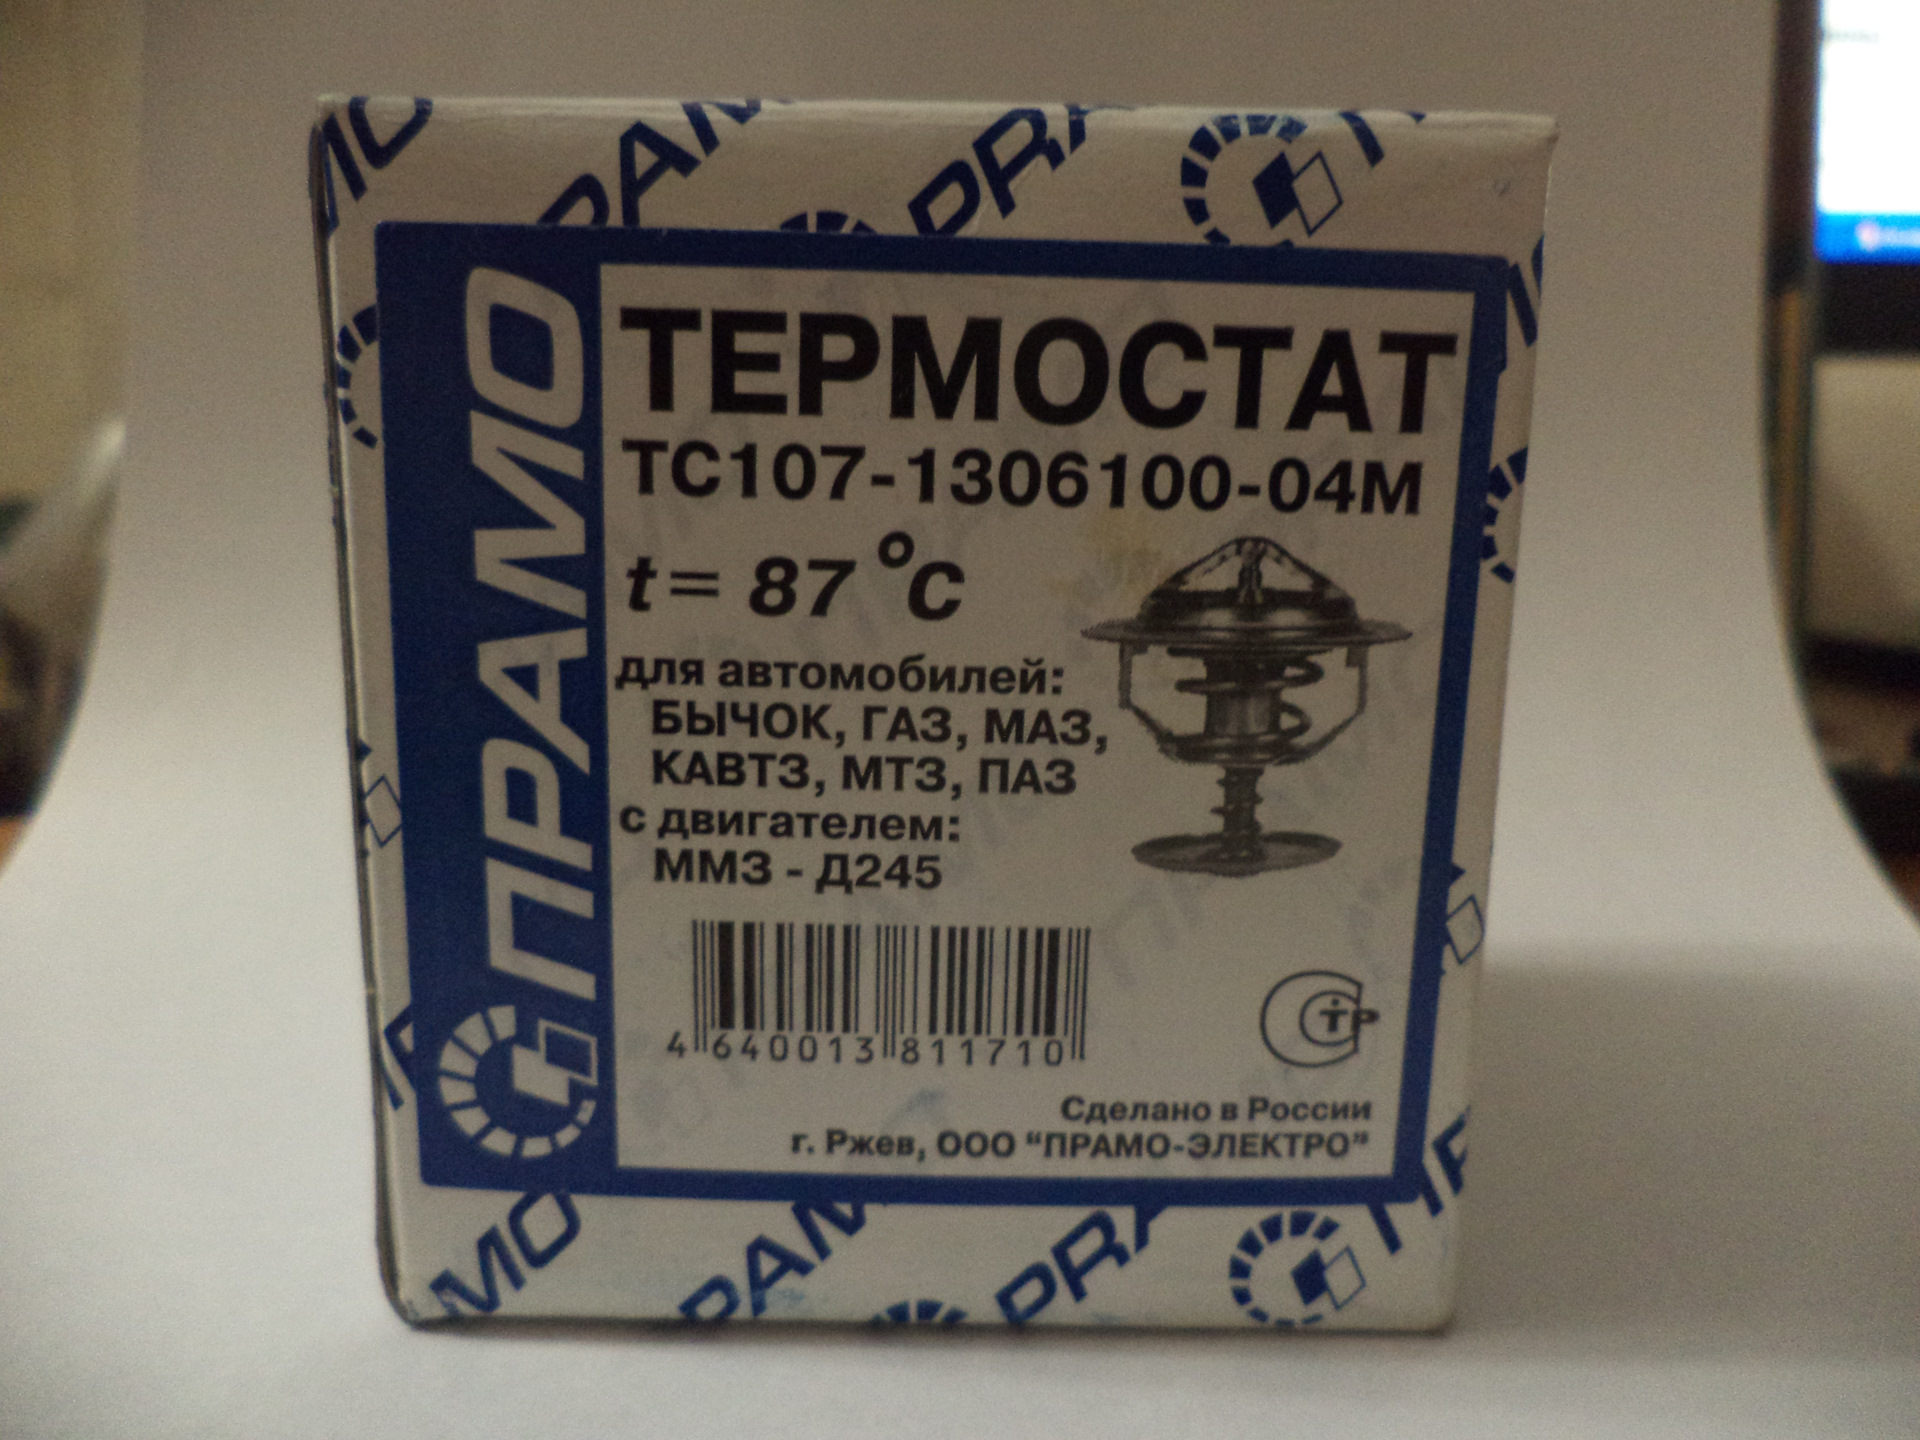 ПРАМО
ТЕРМОСТАТ
ТС107-1306100-04М
t = 87 °C
для автомобилей:
БЫЧОК, ГАЗ, МАЗ,
КАВТЗ, МТЗ, ПАЗ
с двигателем:
ММЗ - Д245
4 640013 811710
СТР
Сделано в России
г. Ржев, ООО "ПРАМО-ЭЛЕКТРО"